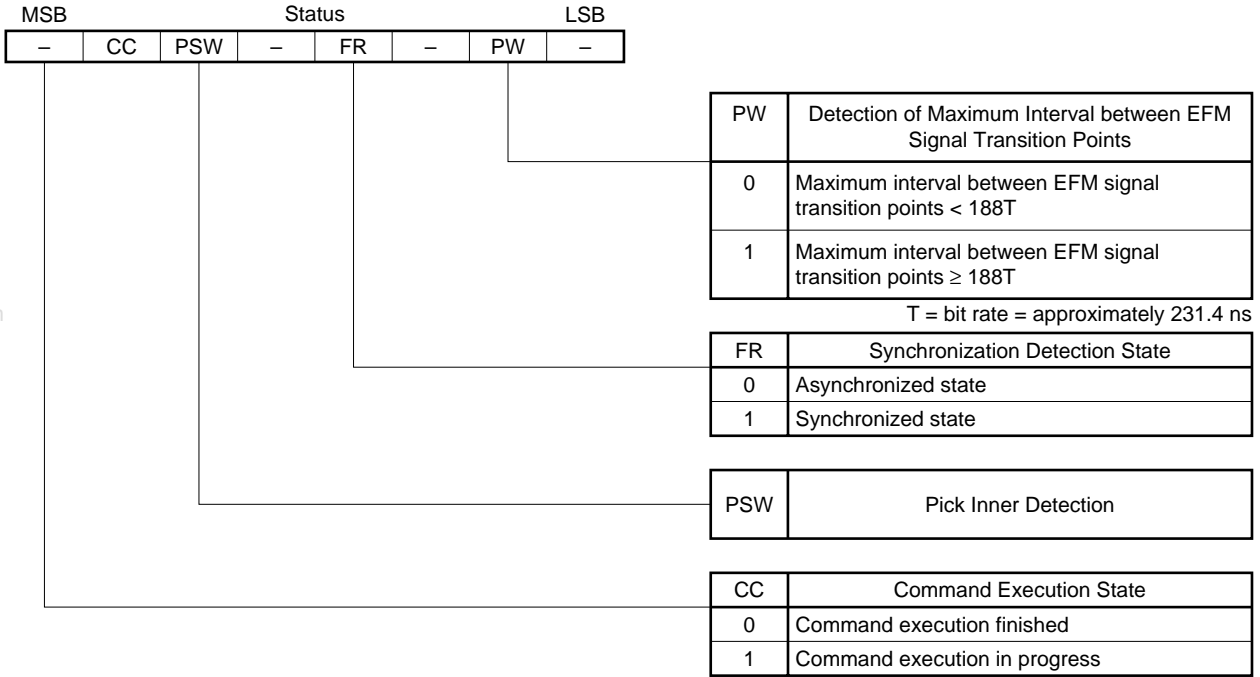 MSB Status LSB
– CC PSW – FR – PW –
PW Detection of Maximum Interval between EFM
Signal Transition Points
0 Maximum interval between EFM signal
transition points < 188T
1 Maximum interval between EFM signal
transition points ≥ 188T
T = bit rate = approximately 231.4 ns
FR Synchronization Detection State
0 Asynchronized state
1 Synchronized state
PSW Pick Inner Detection
CC Command Execution State
0 Command execution finished
1 Command execution in progress